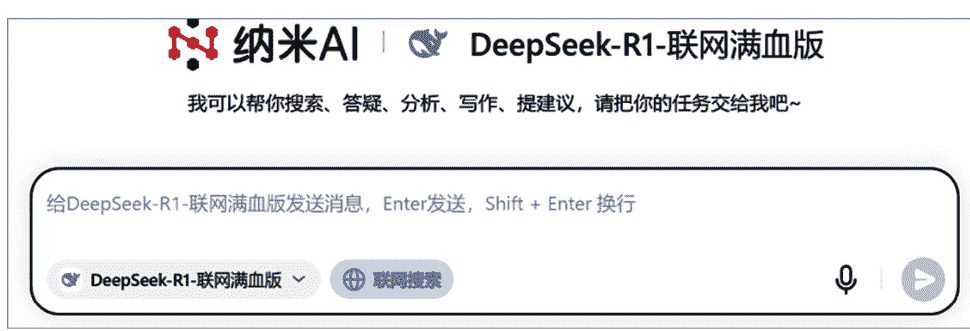 纳米AI | DeepSeek-R1-联网满血版
我可以帮你搜索、答疑、分析、写作、提建议，请把你的任务交给我吧~
给DeepSeek-R1-联网满血版发送消息，Enter发送，Shift + Enter 换行
DeepSeek-R1-联网满血版 联网搜索